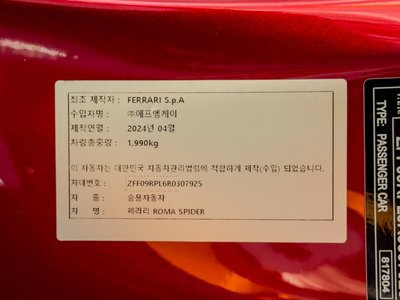 최초 제작자 : FERRARI S.p.A
수입자명 : ㈜에프엠케이
제작연월 : 2024년 04월
차량총중량 : 1,990kg
이 자동차는 대한민국 자동차관리법령에 적합하게 제작(수입) 되었습니다.
차대번호 : ZFF09RPL6R0307925
차 종 : 승용자동차
차 명 : 페라리 ROMA SPIDER
TYPE: PASSENGER CAR
817804